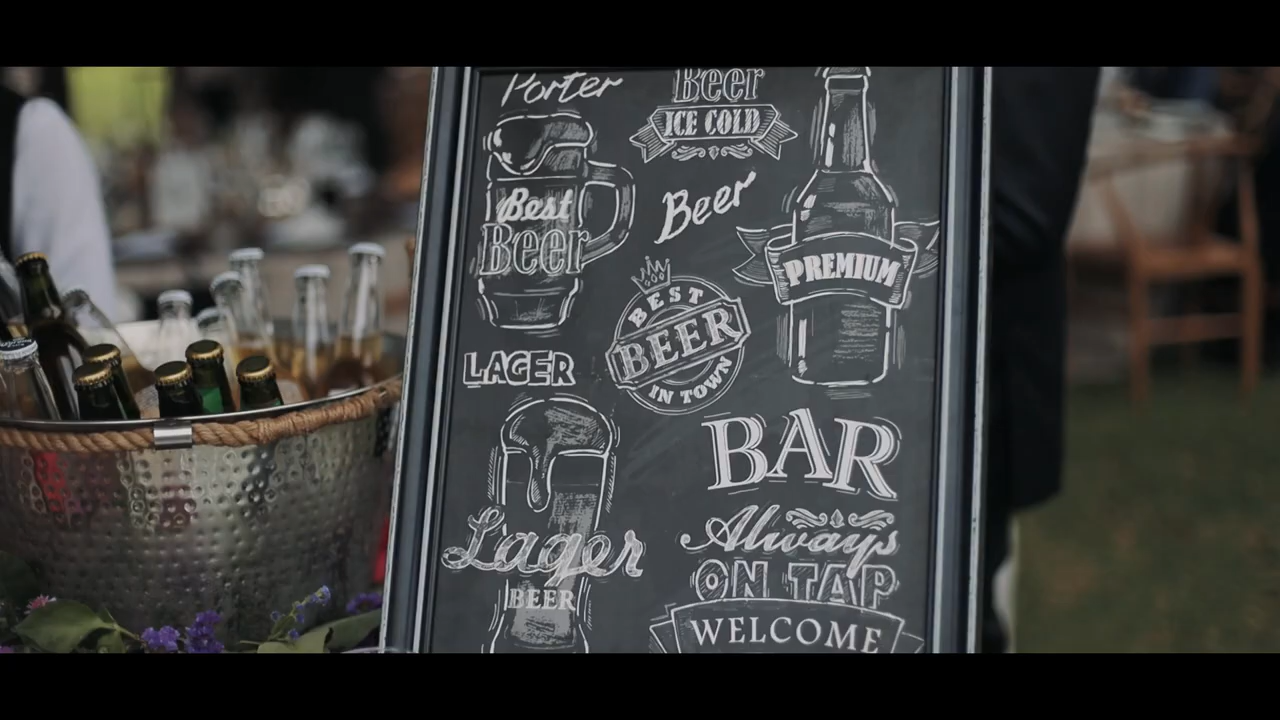 Porter
Beer
ICE COLD
Best
Beer
Beer
PREMIUM
BEST
BEER
IN TOWN
LAGER
BAR
Lager
BEER
Always
ON TAP
WELCOME